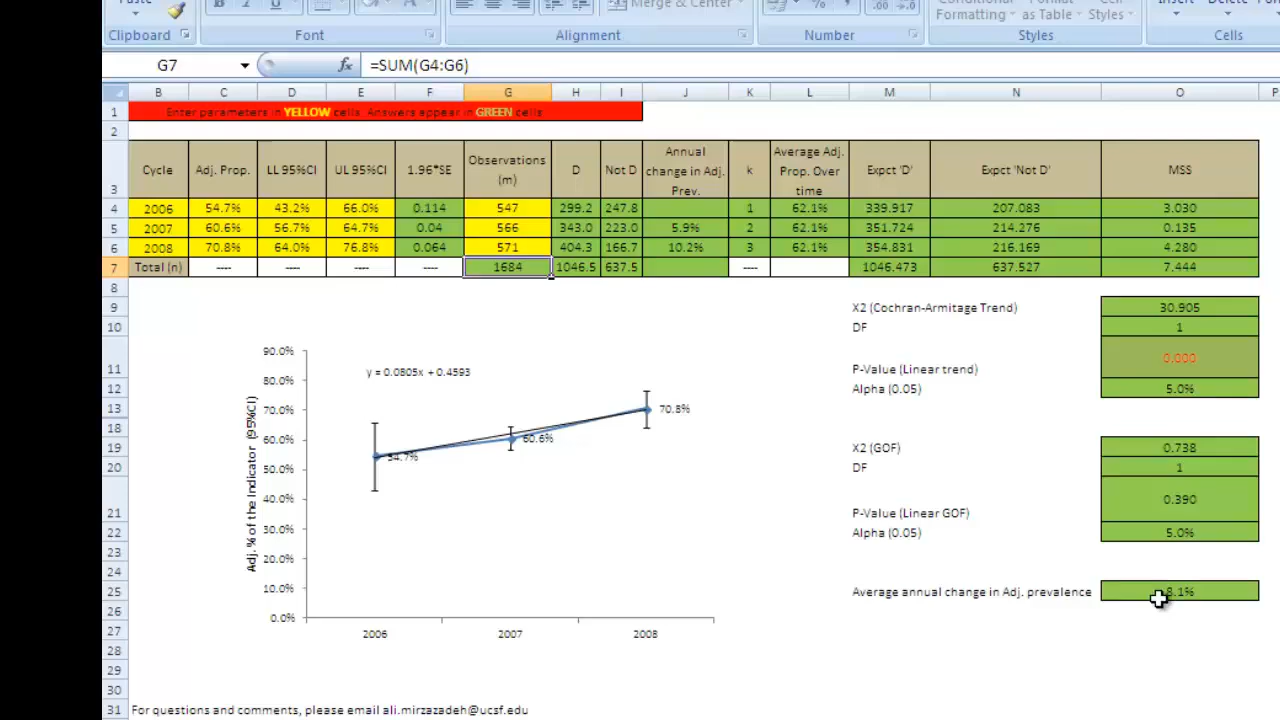 Paste
Merge & Center
%
Conditional Format Cell
Formatting as Table Styles
Insert Delete Format
Clipboard Font Alignment Number Styles Cells
G7 fx =SUM(G4:G6)
B C D E F G H I J K L M N O P
1 Enter parameters in YELLOW cells. Answers appear in GREEN cells
2
3 Cycle Adj. Prop. LL 95%CI UL 95%CI 1.96*SE Observations (m) D Not D Annual change in Adj. Prev. k Average Adj. Prop. Over time Expct 'D' Expct 'Not D' MSS
4 2006 54.7% 43.2% 66.0% 0.114 547 299.2 247.8 1 62.1% 339.917 207.083 3.030
5 2007 60.6% 56.7% 64.7% 0.04 566 343.0 223.0 5.9% 2 62.1% 351.724 214.276 0.135
6 2008 70.8% 64.0% 76.8% 0.064 571 404.3 166.7 10.2% 3 62.1% 354.831 216.169 4.280
7 Total (n) ---- ---- ---- ---- 1684 1046.5 637.5 ---- 1046.473 637.527 7.444
8
9 X2 (Cochran-Armitage Trend) 30.905
10 DF 1
11 P-Value (Linear trend) 0.000
12 Alpha (0.05) 5.0%
13
18
19 X2 (GOF) 0.738
20 DF 1
21 P-Value (Linear GOF) 0.390
22 Alpha (0.05) 5.0%
23
24
25 Average annual change in Adj. prevalence 8.1%
26
27
28
29
30
31 For questions and comments, please email ali.mirzazadeh@ucsf.edu
Adj. % of the Indicator (95%CI)
90.0%
80.0%
70.0%
60.0%
50.0%
40.0%
30.0%
20.0%
10.0%
0.0%
y = 0.0805x + 0.4593
54.7%
60.6%
70.8%
2006 2007 2008